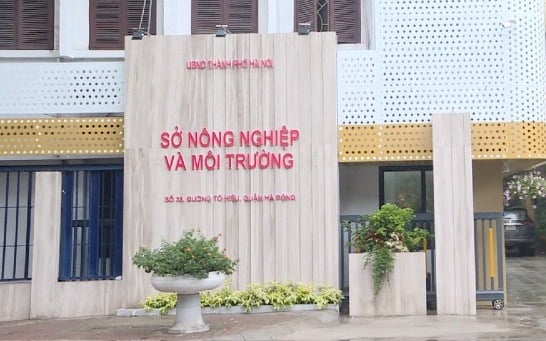 UBND THÀNH PHỐ HÀ NỘI
SỞ NÔNG NGHIỆP
VÀ MÔI TRƯỜNG
SỐ 38, ĐƯỜNG TÔ HIỆU, QUẬN HÀ ĐÔNG